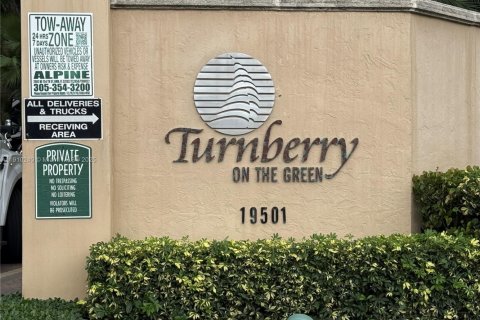 TOW-AWAY
24 HRS
7 DAYS
ZONE
UNAUTHORIZED VEHICLES OR
VESSELS WILL BE TOWED AWAY
AT OWNERS RISK & EXPENSE
ALPINE
305-354-3200
ALL DELIVERIES
& TRUCKS
RECEIVING
AREA
PRIVATE
PROPERTY
NO TRESPASSING
NO SOLICITING
NO LOITERING
VIOLATORS WILL
BE PROSECUTED
Turnberry
ON THE GREEN
19501